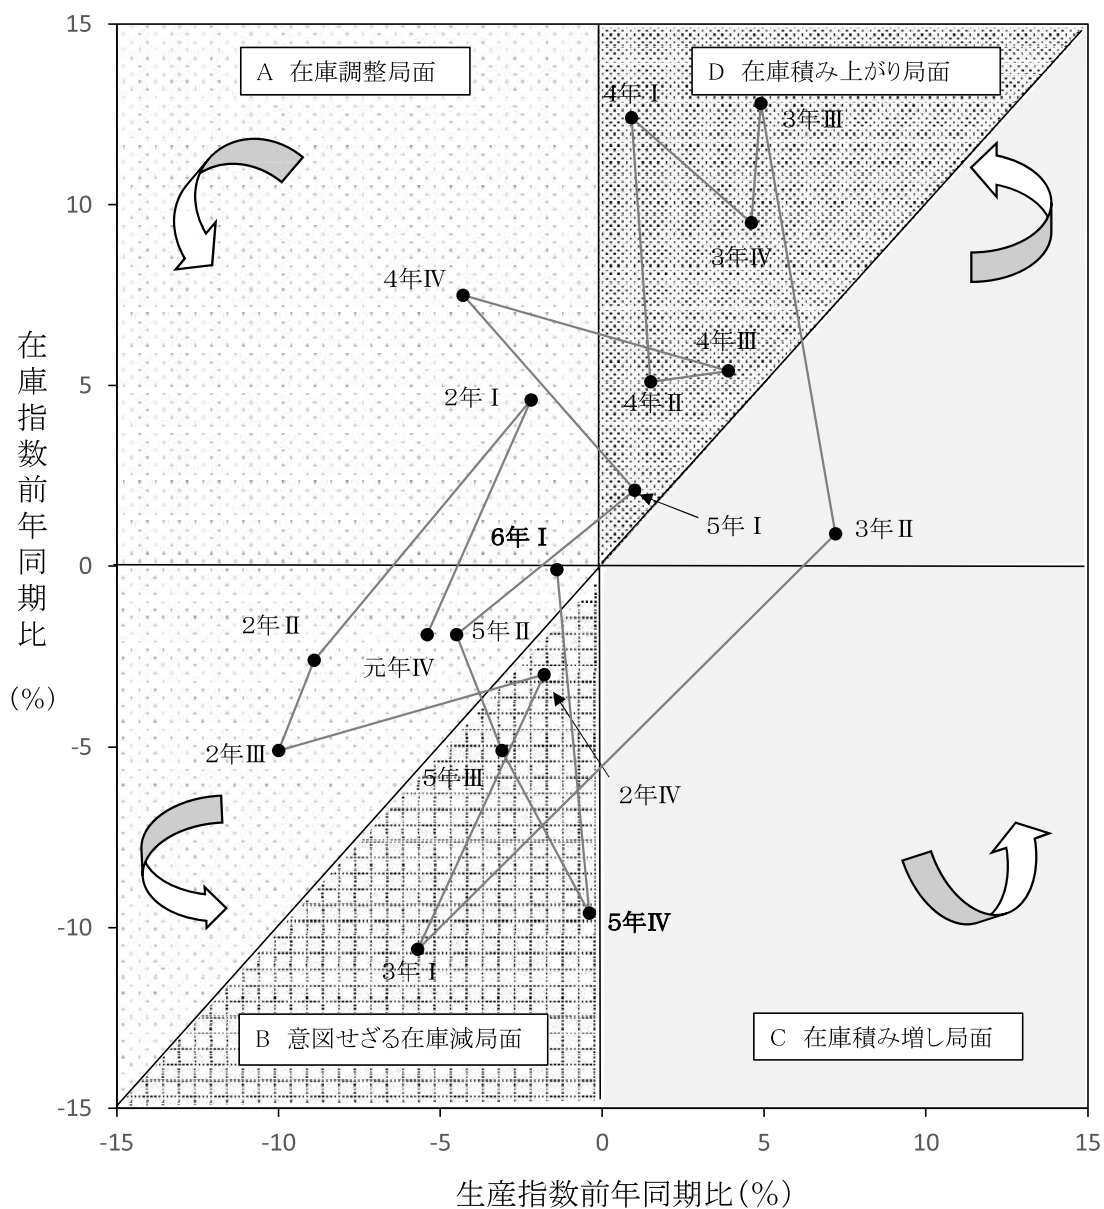 15
A 在庫調整局面
D 在庫積み上がり局面
4年Ⅰ
3年Ⅲ
10
3年Ⅳ
4年Ⅳ
4年Ⅲ
5
2年Ⅰ
4年Ⅱ
在庫指数前年同期比
(%)
5年Ⅰ
3年Ⅱ
6年Ⅰ
0
2年Ⅱ
5年Ⅱ
元年Ⅳ
-5
2年Ⅲ
5年Ⅲ
2年Ⅳ
-10
5年Ⅳ
3年Ⅰ
B 意図せざる在庫減局面
C 在庫積み増し局面
-15
-15
-10
-5
0
5
10
15
生産指数前年同期比(%)